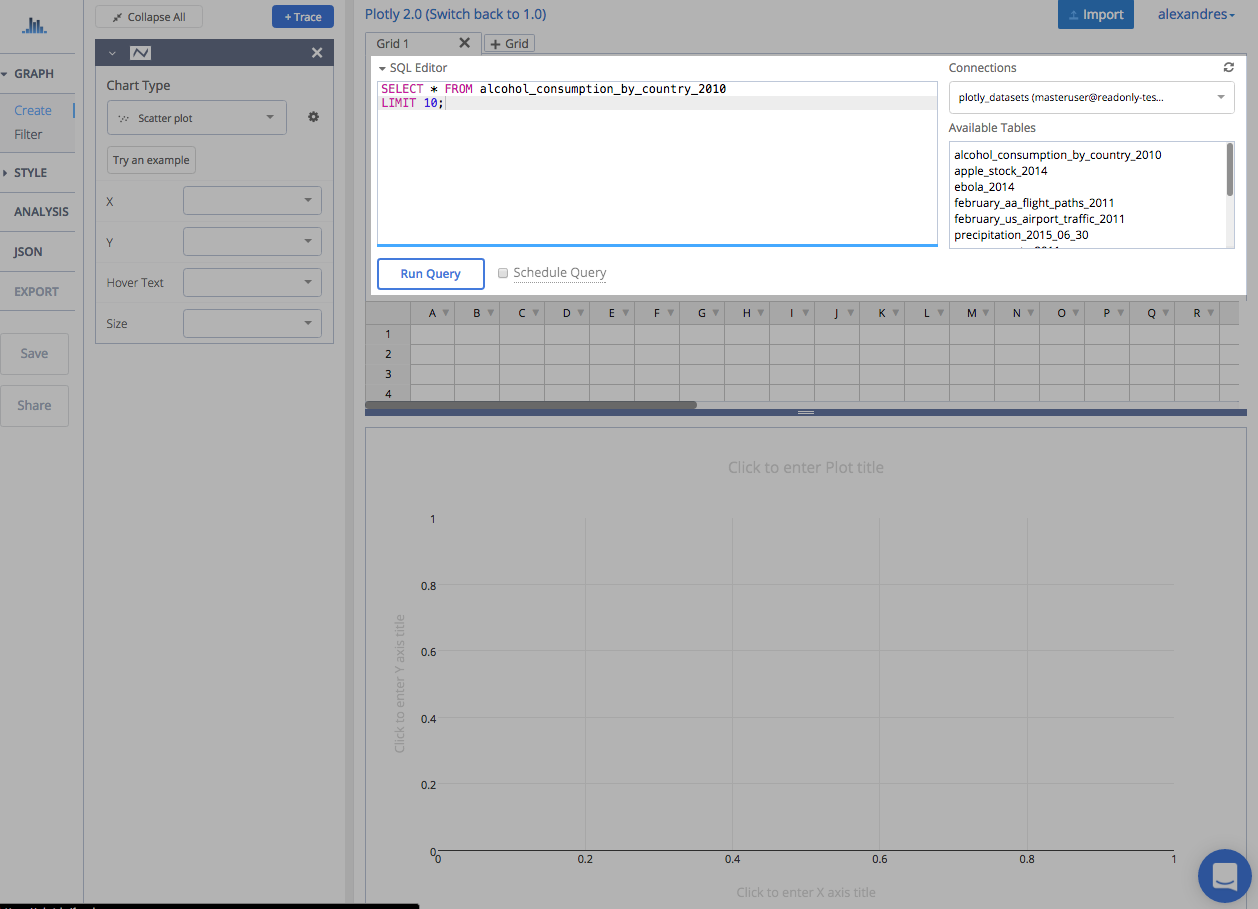 Collapse All
+ Trace
Plotly 2.0 (Switch back to 1.0)
Import
alexandres
Grid 1
+ Grid
GRAPH
Create
Filter
STYLE
ANALYSIS
JSON
EXPORT
Save
Share
Chart Type
Scatter plot
Try an example
X
Y
Hover Text
Size
SQL Editor
SELECT * FROM alcohol_consumption_by_country_2010
LIMIT 10;
Run Query
Schedule Query
Connections
plotly_datasets (masteruser@readonly-tes...
Available Tables
alcohol_consumption_by_country_2010
apple_stock_2014
ebola_2014
february_aa_flight_paths_2011
february_us_airport_traffic_2011
precipitation_2015_06_30
A B C D E F G H I J K L M N O P Q R
1
2
3
4
Click to enter Plot title
Click to enter Y axis title
1
0.8
0.6
0.4
0.2
0
0 0.2 0.4 0.6 0.8 1
Click to enter X axis title